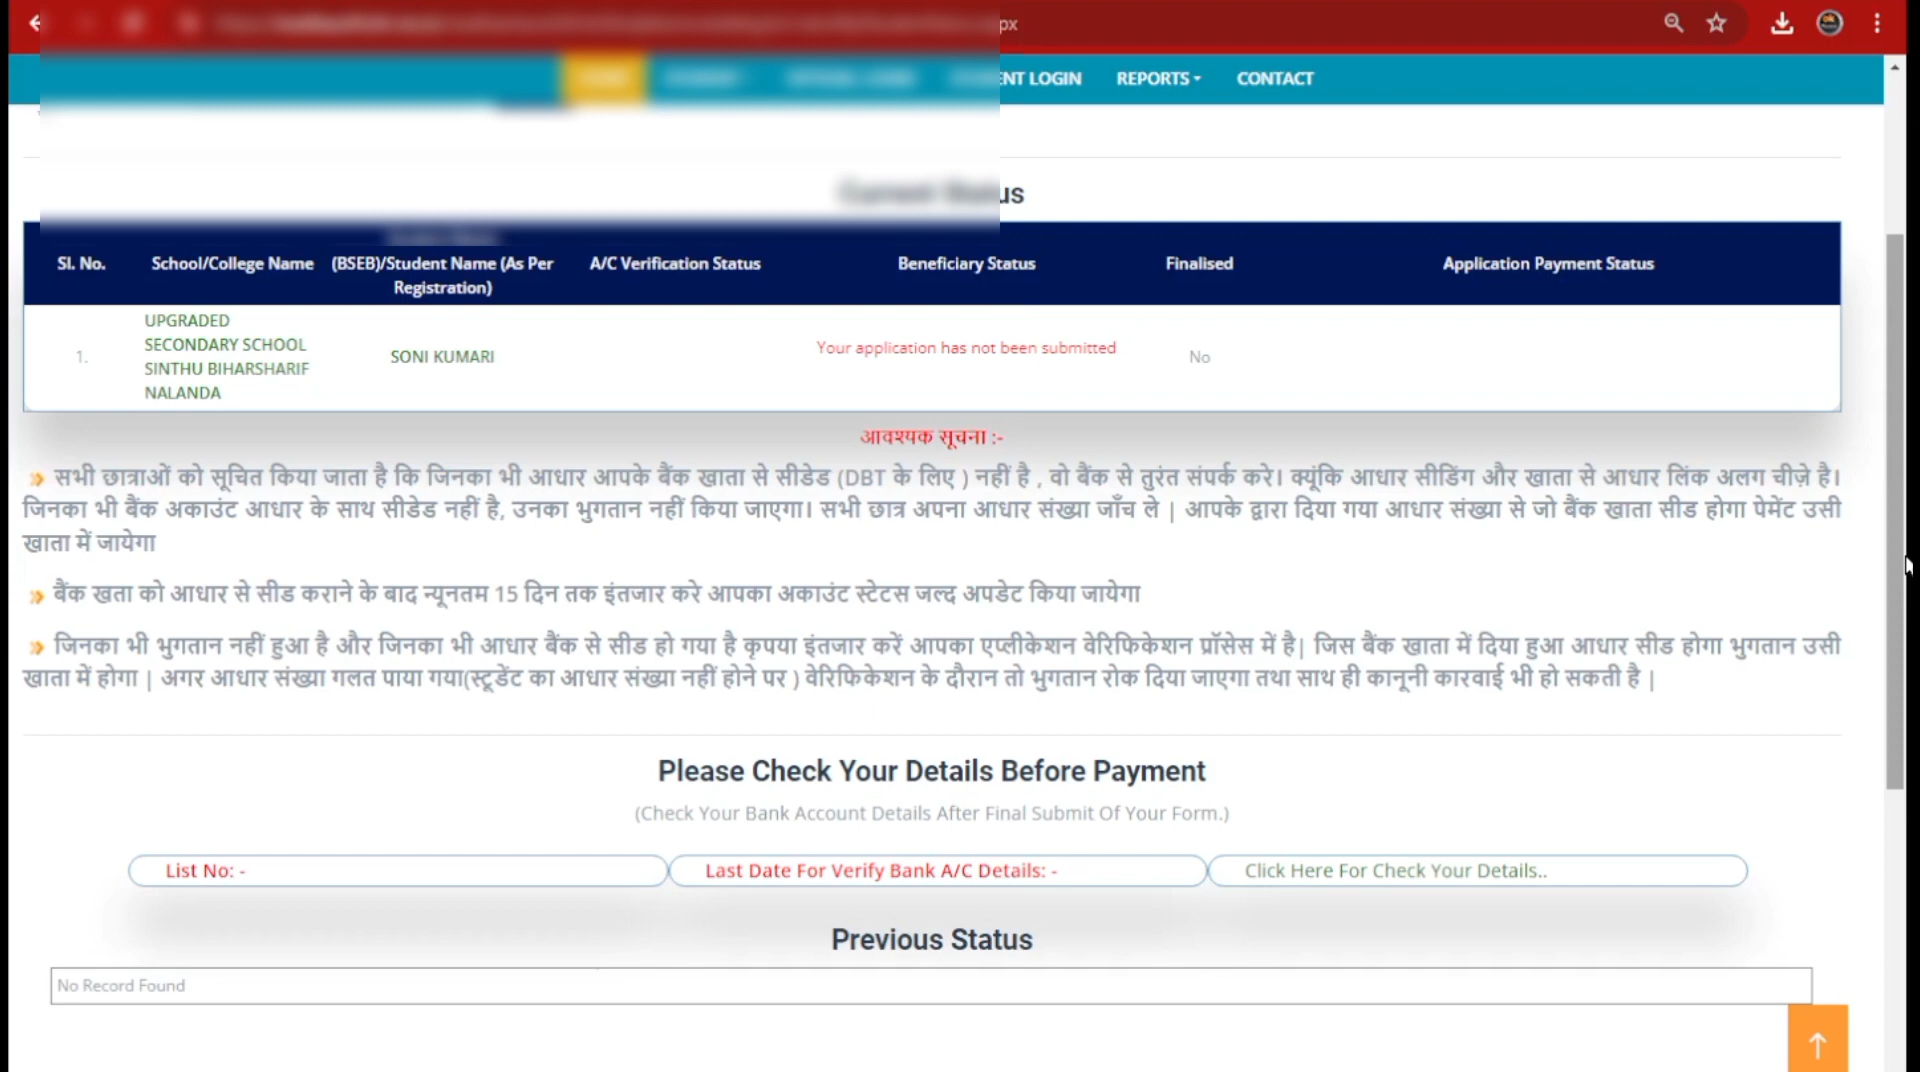 px
NT LOGIN REPORTS CONTACT
us
Sl. No. School/College Name (BSEB)/Student Name (As Per Registration) A/C Verification Status Beneficiary Status Finalised Application Payment Status
1. UPGRADED SECONDARY SCHOOL SINTHU BIHARSHARIF NALANDA SONI KUMARI Your application has not been submitted No
आवश्यक सूचना :-
सभी छात्राओं को सूचित किया जाता है कि जिनका भी आधार आपके बैंक खाता से सीडेड (DBT के लिए ) नहीं है , वो बैंक से तुरंत संपर्क करे। क्यूंकि आधार सीडिंग और खाता से आधार लिंक अलग चीज़े है।
जिनका भी बैंक अकाउंट आधार के साथ सीडेड नहीं है, उनका भुगतान नहीं किया जाएगा। सभी छात्र अपना आधार संख्या जाँच ले | आपके द्वारा दिया गया आधार संख्या से जो बैंक खाता सीड होगा पेमेंट उसी
खाता में जायेगा
बैंक खता को आधार से सीड कराने के बाद न्यूनतम 15 दिन तक इंतजार करे आपका अकाउंट स्टेटस जल्द अपडेट किया जायेगा
जिनका भी भुगतान नहीं हुआ है और जिनका भी आधार बैंक से सीड हो गया है कृपया इंतजार करें आपका एप्लीकेशन वेरिफिकेशन प्रॉसेस में है| जिस बैंक खाता में दिया हुआ आधार सीड होगा भुगतान उसी
खाता में होगा | अगर आधार संख्या गलत पाया गया(स्टूडेंट का आधार संख्या नहीं होने पर ) वेरिफिकेशन के दौरान तो भुगतान रोक दिया जाएगा तथा साथ ही कानूनी कारवाई भी हो सकती है |
Please Check Your Details Before Payment
(Check Your Bank Account Details After Final Submit Of Your Form.)
List No: - Last Date For Verify Bank A/C Details: - Click Here For Check Your Details..
Previous Status
No Record Found